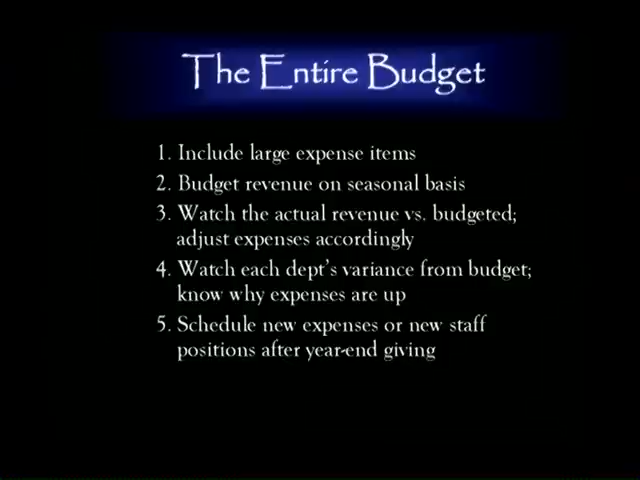 The Entire Budget
1. Include large expense items
2. Budget revenue on seasonal basis
3. Watch the actual revenue vs. budgeted;
adjust expenses accordingly
4. Watch each dept's variance from budget;
know why expenses are up
5. Schedule new expenses or new staff
positions after year-end giving